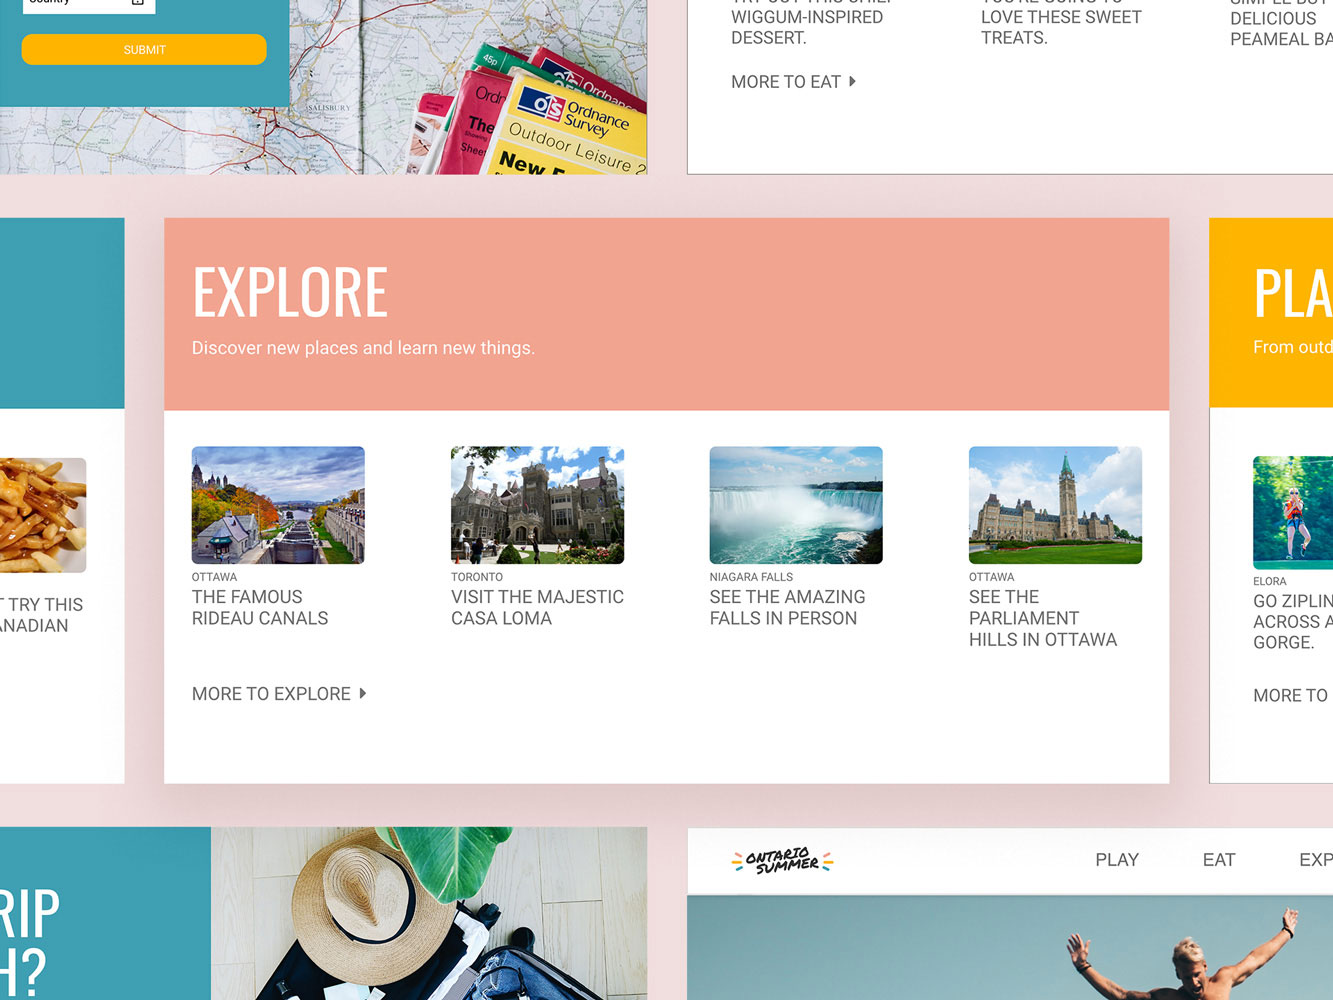 Country
SUBMIT
SALISBURY
45p
Ordnance
Ordnance
Survey
Outdoor Leisure 2
The
Showing
Shee
New
WIGGUM-INSPIRED
DESSERT.
MORE TO EAT
LOVE THESE SWEET
TREATS.
DELICIOUS
PEAMEAL BA
EXPLORE
Discover new places and learn new things.
OTTAWA
THE FAMOUS
RIDEAU CANALS
TORONTO
VISIT THE MAJESTIC
CASA LOMA
NIAGARA FALLS
SEE THE AMAZING
FALLS IN PERSON
OTTAWA
SEE THE
PARLIAMENT
HILLS IN OTTAWA
MORE TO EXPLORE
T TRY THIS
ANADIAN
PLA
From outd
ELORA
GO ZIPLIN
ACROSS A
GORGE.
MORE TO
RIP
H?
ONTARIO
SUMMER
PLAY
EAT
EXP